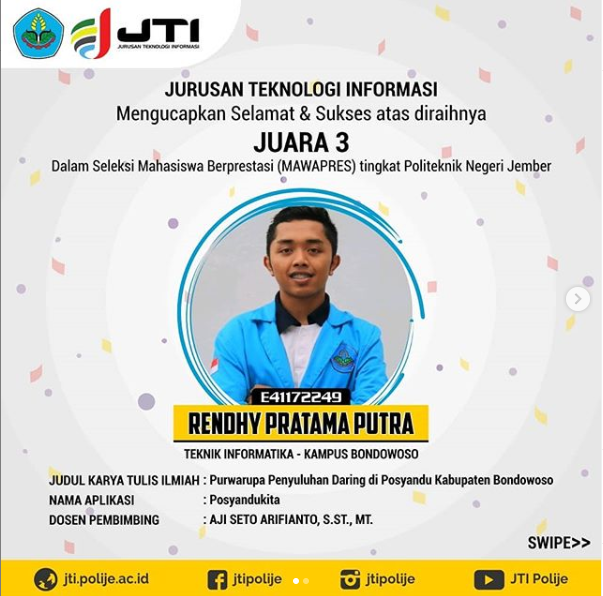 JTI
JURUSAN TEKNOLOGI INFORMASI
JURUSAN TEKNOLOGI INFORMASI
Mengucapkan Selamat & Sukses atas diraihnya
JUARA 3
Dalam Seleksi Mahasiswa Berprestasi (MAWAPRES) tingkat Politeknik Negeri Jember
E41172249
RENDHY PRATAMA PUTRA
TEKNIK INFORMATIKA - KAMPUS BONDOWOSO
JUDUL KARYA TULIS ILMIAH : Purwarupa Penyuluhan Daring di Posyandu Kabupaten Bondowoso
NAMA APLIKASI : Posyandukita
DOSEN PEMBIMBING : AJI SETO ARIFIANTO, S.ST., MT.
SWIPE>>
jti.polije.ac.id jtipolije jtipolije JTI Polije